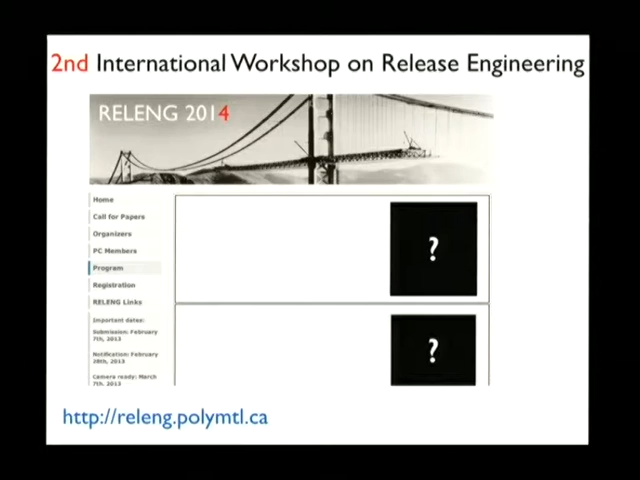 2nd International Workshop on Release Engineering
RELENG 2014
Home
Call for Papers
Organizers
PC Members
Program
Registration
RELENG Links
Important dates:
Submission: February
7th, 2013
Notification: February
28th, 2013
Camera ready: March
7th, 2013
?
?
http://releng.polymtl.ca